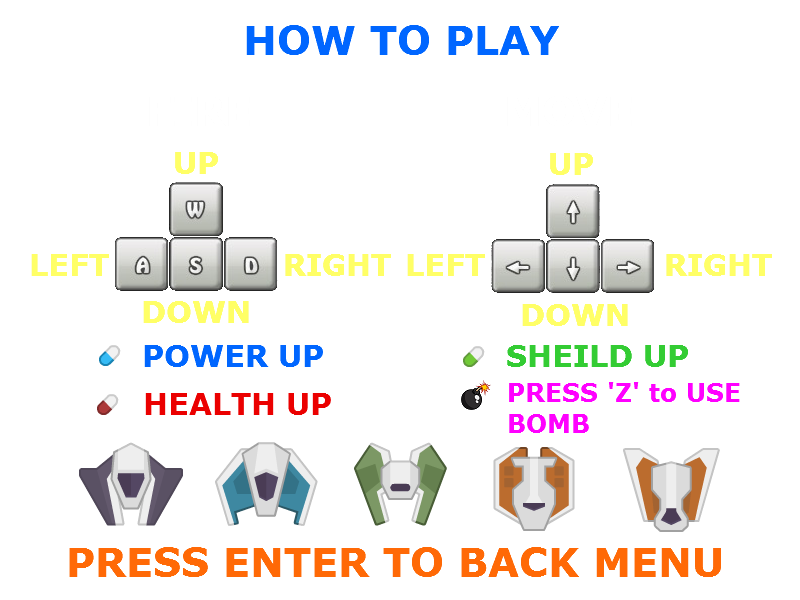 HOW TO PLAY
UP
UP
W
LEFT
A
S
D
RIGHT
LEFT
RIGHT
DOWN
DOWN
POWER UP
SHEILD UP
HEALTH UP
PRESS 'Z' to USE
BOMB
PRESS ENTER TO BACK MENU